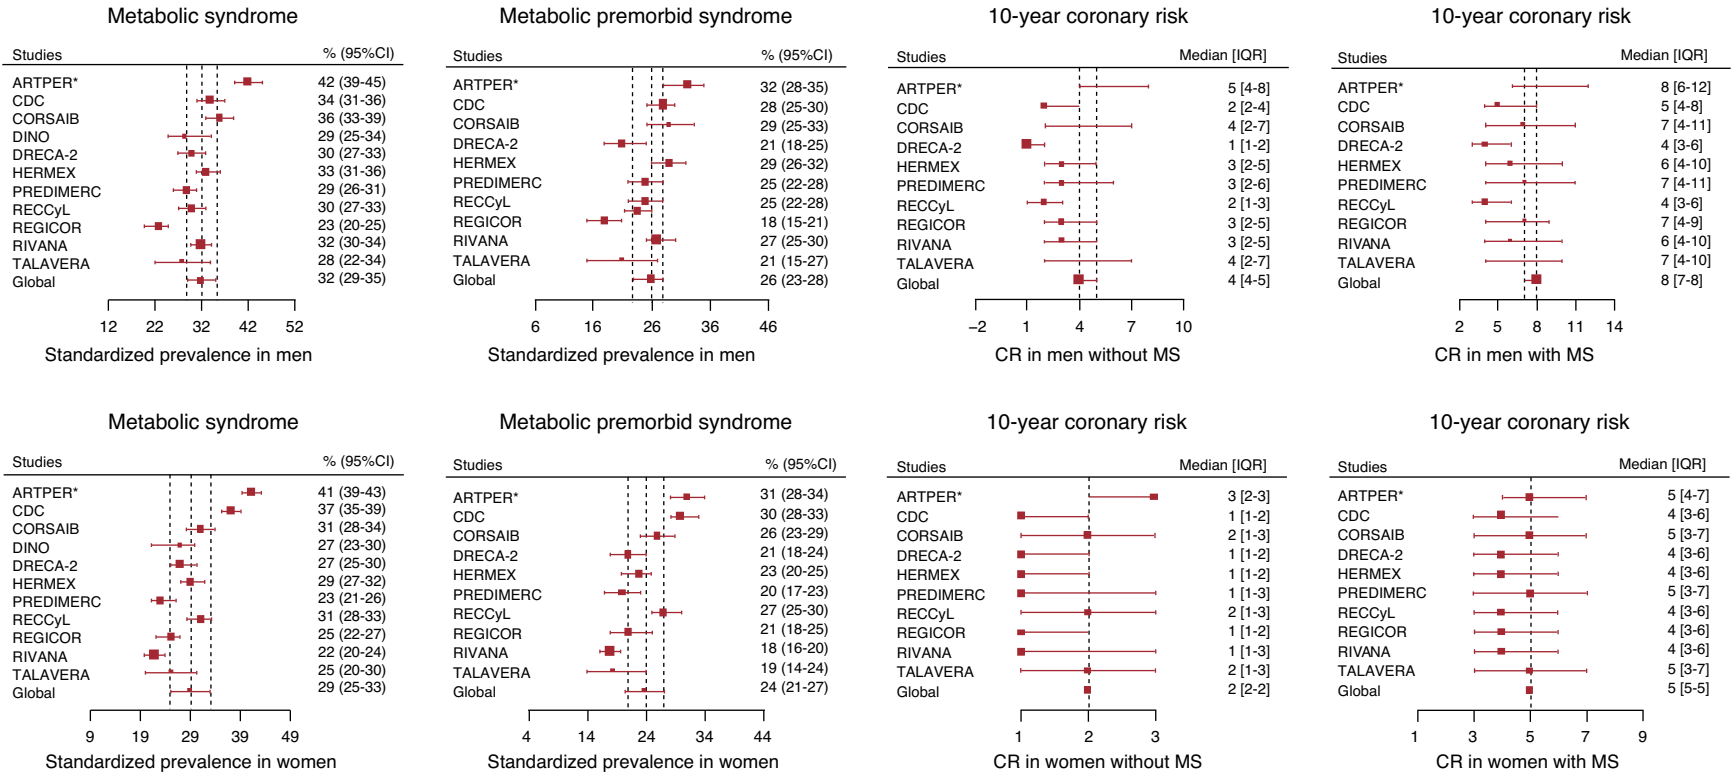 Metabolic syndrome
Studies % (95%CI)
ARTPER* 42 (39-45)
CDC 34 (31-36)
CORSAIB 36 (33-39)
DINO 29 (25-34)
DRECA-2 30 (27-33)
HERMEX 33 (31-36)
PREDIMERC 29 (26-31)
RECCyL 30 (27-33)
REGICOR 23 (20-25)
RIVANA 32 (30-34)
TALAVERA 28 (22-34)
Global 32 (29-35)
12 22 32 42 52
Standardized prevalence in men
Metabolic premorbid syndrome
Studies % (95%CI)
ARTPER* 32 (28-35)
CDC 28 (25-30)
CORSAIB 29 (25-33)
DRECA-2 21 (18-25)
HERMEX 29 (26-32)
PREDIMERC 25 (22-28)
RECCyL 25 (22-28)
REGICOR 18 (15-21)
RIVANA 27 (25-30)
TALAVERA 21 (15-27)
Global 26 (23-28)
6 16 26 36 46
Standardized prevalence in men
10-year coronary risk
Studies Median [IQR]
ARTPER* 5 [4-8]
CDC 2 [2-4]
CORSAIB 4 [2-7]
DRECA-2 1 [1-2]
HERMEX 3 [2-5]
PREDIMERC 3 [2-6]
RECCyL 2 [1-3]
REGICOR 3 [2-5]
RIVANA 3 [2-5]
TALAVERA 4 [2-7]
Global 4 [4-5]
−2 1 4 7 10
CR in men without MS
10-year coronary risk
Studies Median [IQR]
ARTPER* 8 [6-12]
CDC 5 [4-8]
CORSAIB 7 [4-11]
DRECA-2 4 [3-6]
HERMEX 6 [4-10]
PREDIMERC 7 [4-11]
RECCyL 4 [3-6]
REGICOR 7 [4-9]
RIVANA 6 [4-10]
TALAVERA 7 [4-10]
Global 8 [7-8]
2 5 8 11 14
CR in men with MS
Metabolic syndrome
Studies % (95%CI)
ARTPER* 41 (39-43)
CDC 37 (35-39)
CORSAIB 31 (28-34)
DINO 27 (23-30)
DRECA-2 27 (25-30)
HERMEX 29 (27-32)
PREDIMERC 23 (21-26)
RECCyL 31 (28-33)
REGICOR 25 (22-27)
RIVANA 22 (20-24)
TALAVERA 25 (20-30)
Global 29 (25-33)
9 19 29 39 49
Standardized prevalence in women
Metabolic premorbid syndrome
Studies % (95%CI)
ARTPER* 31 (28-34)
CDC 30 (28-33)
CORSAIB 26 (23-29)
DRECA-2 21 (18-24)
HERMEX 23 (20-25)
PREDIMERC 20 (17-23)
RECCyL 27 (25-30)
REGICOR 21 (18-25)
RIVANA 18 (16-20)
TALAVERA 19 (14-24)
Global 24 (21-27)
4 14 24 34 44
Standardized prevalence in women
10-year coronary risk
Studies Median [IQR]
ARTPER* 3 [2-3]
CDC 1 [1-2]
CORSAIB 2 [1-3]
DRECA-2 1 [1-2]
HERMEX 1 [1-2]
PREDIMERC 1 [1-3]
RECCyL 2 [1-3]
REGICOR 1 [1-2]
RIVANA 1 [1-3]
TALAVERA 2 [1-3]
Global 2 [2-2]
1 2 3
CR in women without MS
10-year coronary risk
Studies Median [IQR]
ARTPER* 5 [4-7]
CDC 4 [3-6]
CORSAIB 5 [3-7]
DRECA-2 4 [3-6]
HERMEX 4 [3-6]
PREDIMERC 5 [3-7]
RECCyL 4 [3-6]
REGICOR 4 [3-6]
RIVANA 4 [3-6]
TALAVERA 5 [3-7]
Global 5 [5-5]
1 3 5 7 9
CR in women with MS